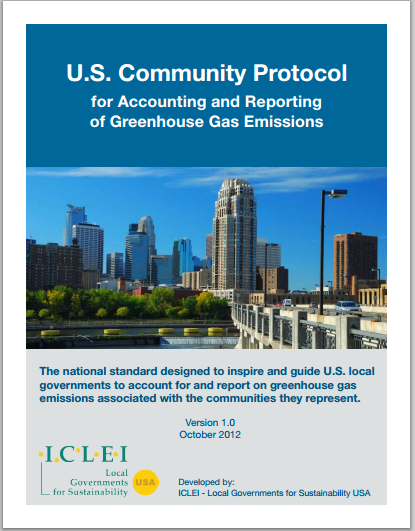 U.S. Community Protocol
for Accounting and Reporting
of Greenhouse Gas Emissions
The national standard designed to inspire and guide U.S. local
governments to account for and report on greenhouse gas
emissions associated with the communities they represent.
Version 1.0
October 2012
I.C.L.E.I
Local
Governments
for Sustainability
USA
Developed by:
ICLEI - Local Governments for Sustainability USA